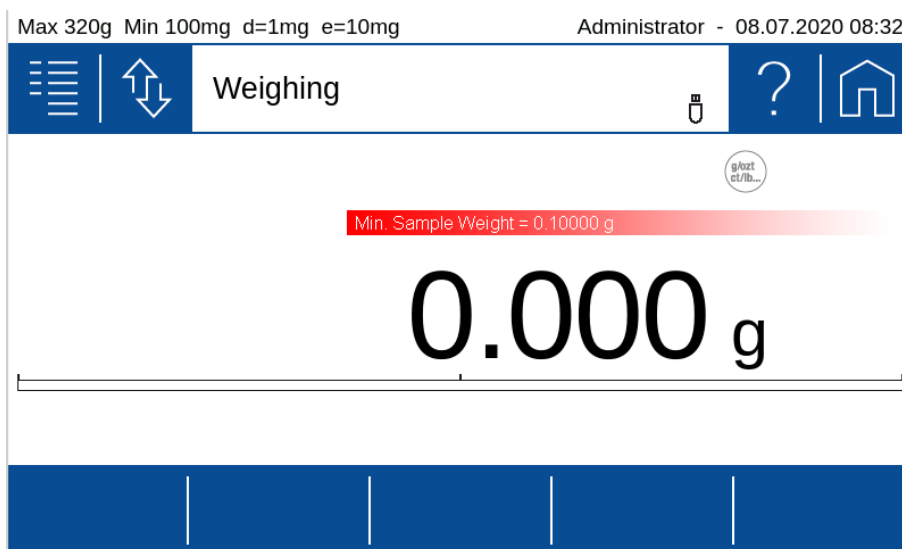 Max 320g Min 100mg d=1mg e=10mg Administrator - 08.07.2020 08:32
Weighing ?
g/ozt
ct/lb...
Min. Sample Weight = 0.10000 g
0.000 g